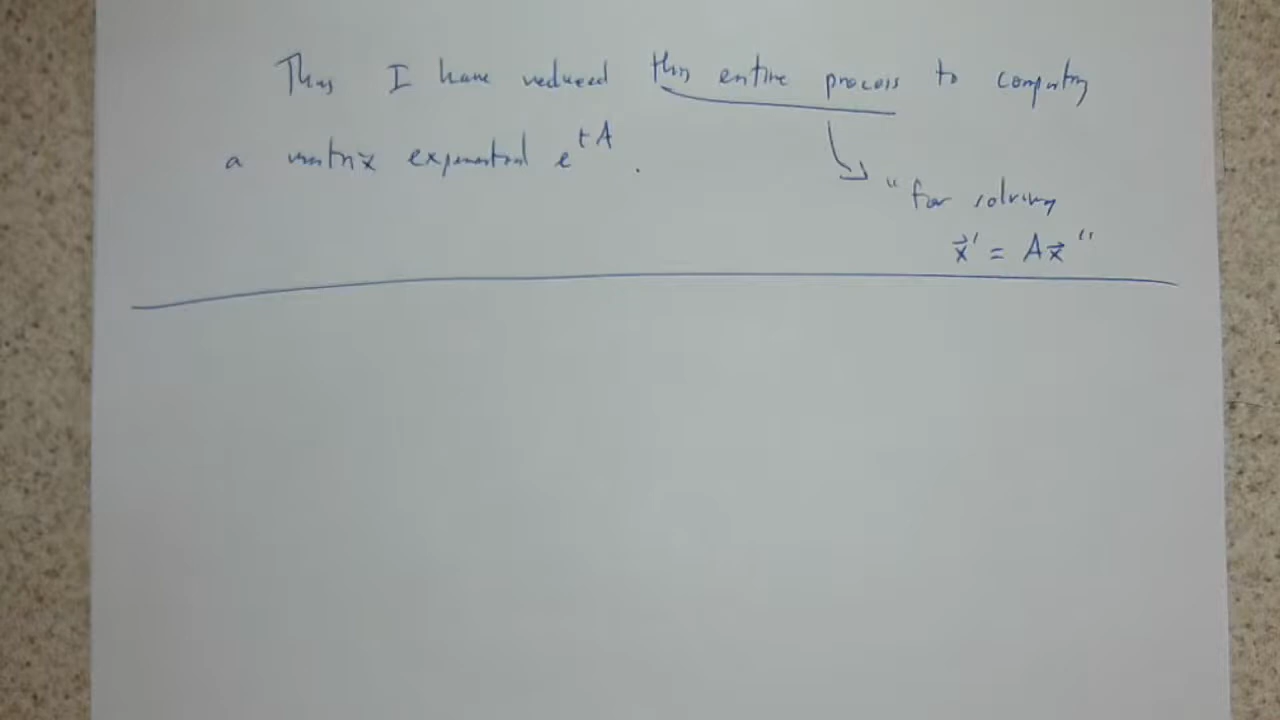 Thus I have reduced this entire process to computing
a matrix exponential e^{tA}.
"for solving
x⃗' = Ax⃗"